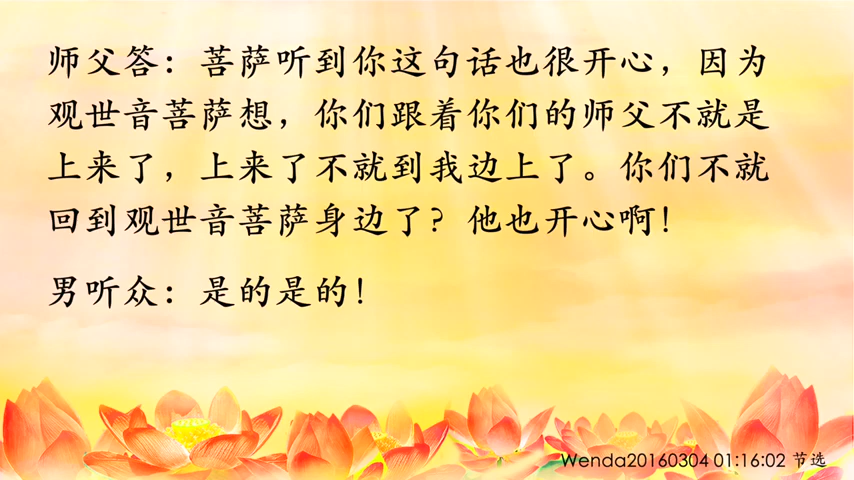 师父答：菩萨听到你这句话也很开心，因为
观世音菩萨想，你们跟着你们的师父不就是
上来了，上来了不就到我边上了。你们不就
回到观世音菩萨身边了？他也开心啊！
男听众：是的是的！
Wenda20160304 01:16:02 节选